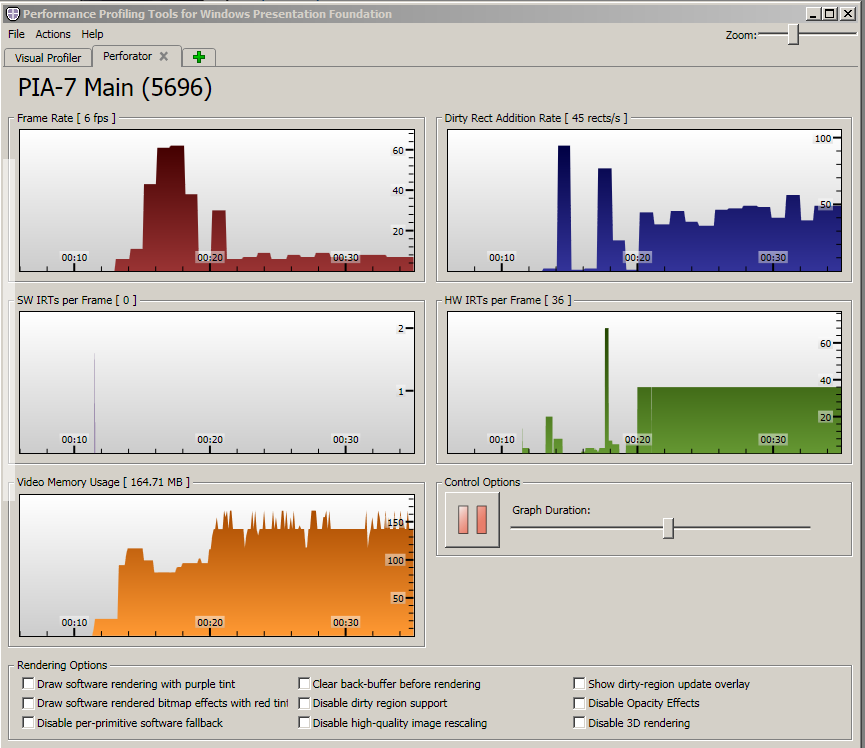 Performance Profiling Tools for Windows Presentation Foundation
File Actions Help
Zoom:
Visual Profiler Perforator
PIA-7 Main (5696)
Frame Rate [ 6 fps ]
60
40
20
00:10 00:20 00:30
Dirty Rect Addition Rate [ 45 rects/s ]
100
50
00:10 00:20 00:30
SW IRTs per Frame [ 0 ]
2
1
00:10 00:20 00:30
HW IRTs per Frame [ 36 ]
60
40
20
00:10 00:20 00:30
Video Memory Usage [ 164.71 MB ]
150
100
50
00:10 00:20 00:30
Control Options
Graph Duration:
Rendering Options
Draw software rendering with purple tint
Draw software rendered bitmap effects with red tint
Disable per-primitive software fallback
Clear back-buffer before rendering
Disable dirty region support
Disable high-quality image rescaling
Show dirty-region update overlay
Disable Opacity Effects
Disable 3D rendering